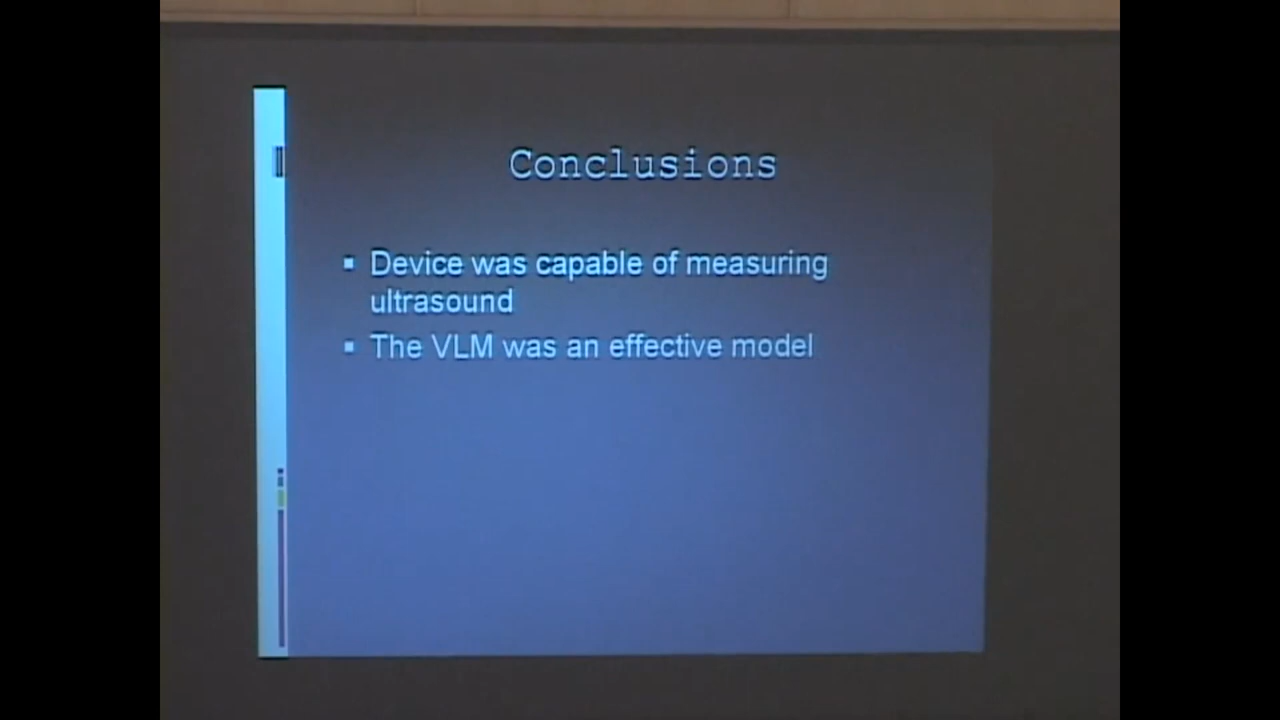 Conclusions
▪ Device was capable of measuring
ultrasound
▪ The VLM was an effective model